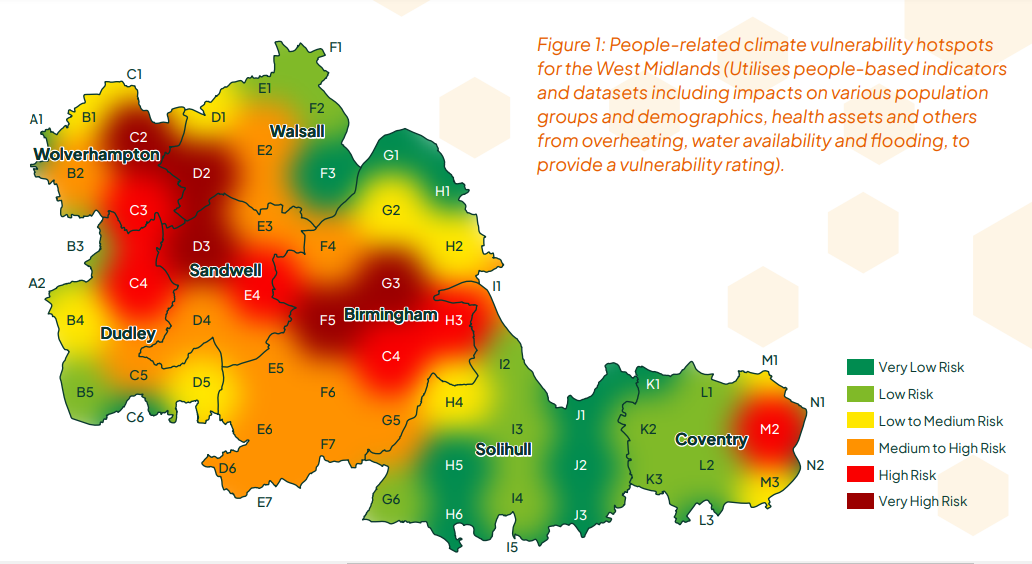 Figure 1: People-related climate vulnerability hotspots
for the West Midlands (Utilises people-based indicators
and datasets including impacts on various population
groups and demographics, health assets and others
from overheating, water availability and flooding, to
provide a vulnerability rating).
F1
C1
E1
F2
A1
B1
D1
C2
Walsall
Wolverhampton
E2
G1
B2
D2
F3
H1
C3
G2
E3
B3
D3
F4
H2
Sandwell
A2
C4
E4
G3
I1
B4
D4
F5
Birmingham
H3
Dudley
C4
I2
M1
C5
D5
E5
K1
B5
F6
H4
L1
N1
C6
G5
J1
E6
I3
K2
Coventry
M2
F7
Solihull
D6
H5
J2
L2
N2
K3
M3
E7
G6
I4
H6
J3
L3
I5
Very Low Risk
Low Risk
Low to Medium Risk
Medium to High Risk
High Risk
Very High Risk